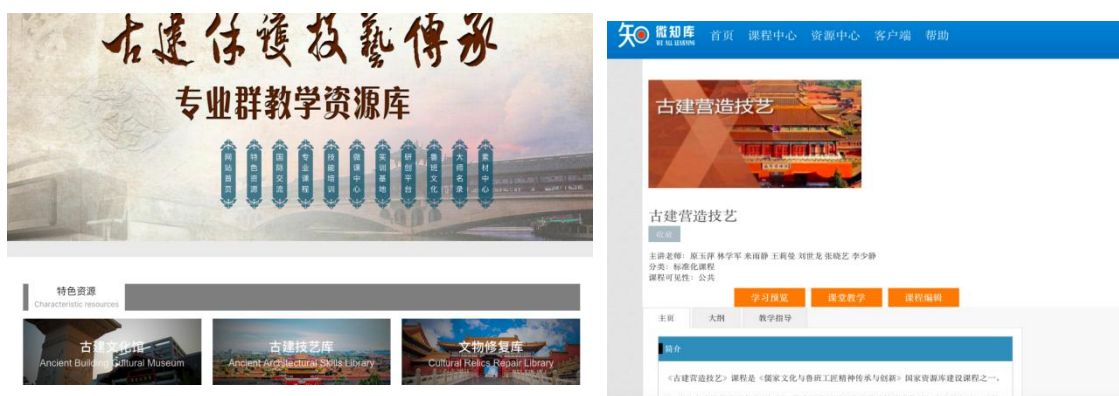 古建保護技藝傳承
专业群教学资源库
网站首页 特色资源 国际交流 专业课程 技能培训 微课中心 实训基地 研创平台 鲁班文化 大师名录 素材中心
特色资源
Characteristic resources
古建文化馆
Ancient Building Cultural Museum
古建技艺库
Ancient Architectural Skills Library
文物修复库
Cultural Relics Repair Library
知 微知库 首页 课程中心 资源中心 客户端 帮助
WE ALL LEARNING
古建营造技艺
古建营造技艺
收藏
主讲老师: 原玉萍 林学军 来雨静 王莉莹 刘世龙 张晓艺 李少静
分类: 标准化课程
课程可见性: 公共
学习预览 课堂教学 课程编辑
主页 大纲 教学指导
简介
《古建营造技艺》课程是《儒家文化与鲁班工匠精神传承与创新》国家资源库建设课程之一。